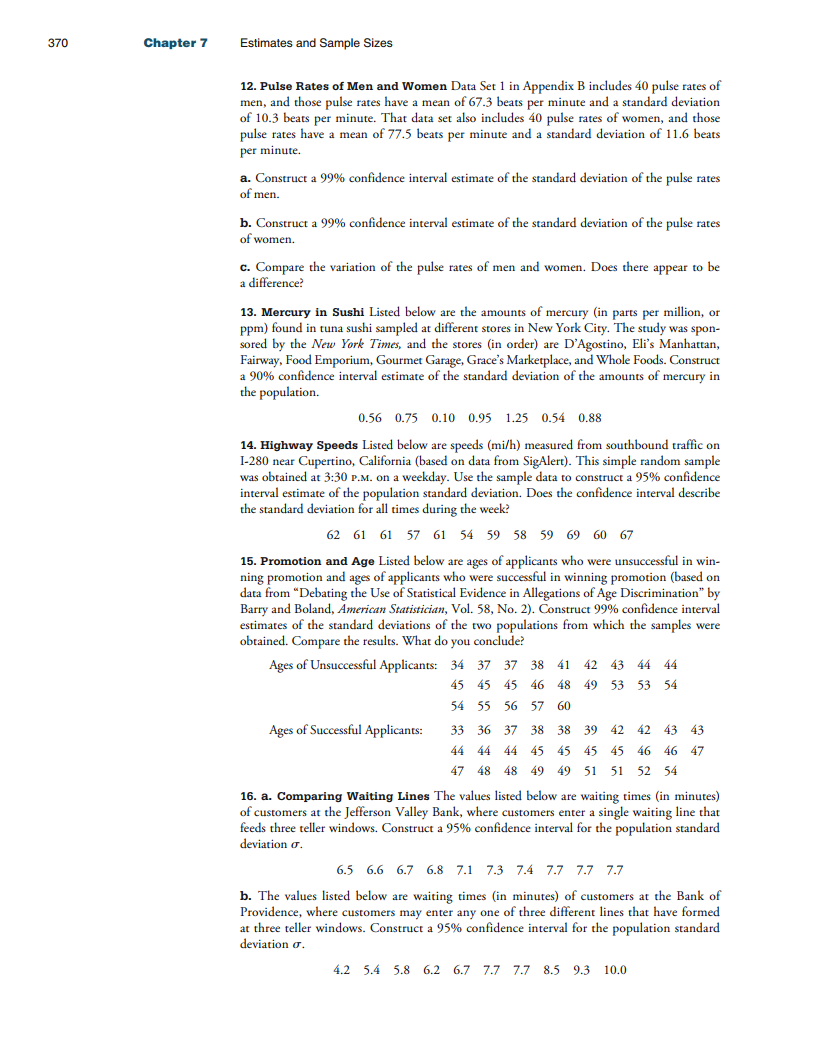 370 Chapter 7 Estimates and Sample Sizes
12. Pulse Rates of Men and Women Data Set 1 in Appendix B includes 40 pulse rates of
men, and those pulse rates have a mean of 67.3 beats per minute and a standard deviation
of 10.3 beats per minute. That data set also includes 40 pulse rates of women, and those
pulse rates have a mean of 77.5 beats per minute and a standard deviation of 11.6 beats
per minute.
a. Construct a 99% confidence interval estimate of the standard deviation of the pulse rates
of men.
b. Construct a 99% confidence interval estimate of the standard deviation of the pulse rates
of women.
c. Compare the variation of the pulse rates of men and women. Does there appear to be
a difference?
13. Mercury in Sushi Listed below are the amounts of mercury (in parts per million, or
ppm) found in tuna sushi sampled at different stores in New York City. The study was spon-
sored by the New York Times, and the stores (in order) are D'Agostino, Eli's Manhattan,
Fairway, Food Emporium, Gourmet Garage, Grace's Marketplace, and Whole Foods. Construct
a 90% confidence interval estimate of the standard deviation of the amounts of mercury in
the population.
0.56 0.75 0.10 0.95 1.25 0.54 0.88
14. Highway Speeds Listed below are speeds (mi/h) measured from southbound traffic on
I-280 near Cupertino, California (based on data from SigAlert). This simple random sample
was obtained at 3:30 P.M. on a weekday. Use the sample data to construct a 95% confidence
interval estimate of the population standard deviation. Does the confidence interval describe
the standard deviation for all times during the week?
62 61 61 57 61 54 59 58 59 69 60 67
15. Promotion and Age Listed below are ages of applicants who were unsuccessful in win-
ning promotion and ages of applicants who were successful in winning promotion (based on
data from "Debating the Use of Statistical Evidence in Allegations of Age Discrimination" by
Barry and Boland, American Statistician, Vol. 58, No. 2). Construct 99% confidence interval
estimates of the standard deviations of the two populations from which the samples were
obtained. Compare the results. What do you conclude?
Ages of Unsuccessful Applicants: 34 37 37 38 41 42 43 44 44
45 45 45 46 48 49 53 53 54
54 55 56 57 60
Ages of Successful Applicants: 33 36 37 38 38 39 42 42 43 43
44 44 44 45 45 45 45 46 46 47
47 48 48 49 49 51 51 52 54
16. a. Comparing Waiting Lines The values listed below are waiting times (in minutes)
of customers at the Jefferson Valley Bank, where customers enter a single waiting line that
feeds three teller windows. Construct a 95% confidence interval for the population standard
deviation σ.
6.5 6.6 6.7 6.8 7.1 7.3 7.4 7.7 7.7 7.7
b. The values listed below are waiting times (in minutes) of customers at the Bank of
Providence, where customers may enter any one of three different lines that have formed
at three teller windows. Construct a 95% confidence interval for the population standard
deviation σ.
4.2 5.4 5.8 6.2 6.7 7.7 7.7 8.5 9.3 10.0